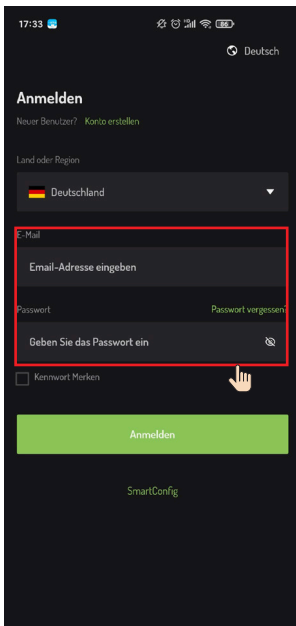 17:33
86
Deutsch
Anmelden
Neuer Benutzer? Konto erstellen
Land oder Region
Deutschland
E-Mail
Email-Adresse eingeben
Passwort Passwort vergessen?
Geben Sie das Passwort ein
Kennwort Merken
Anmelden
SmartConfig